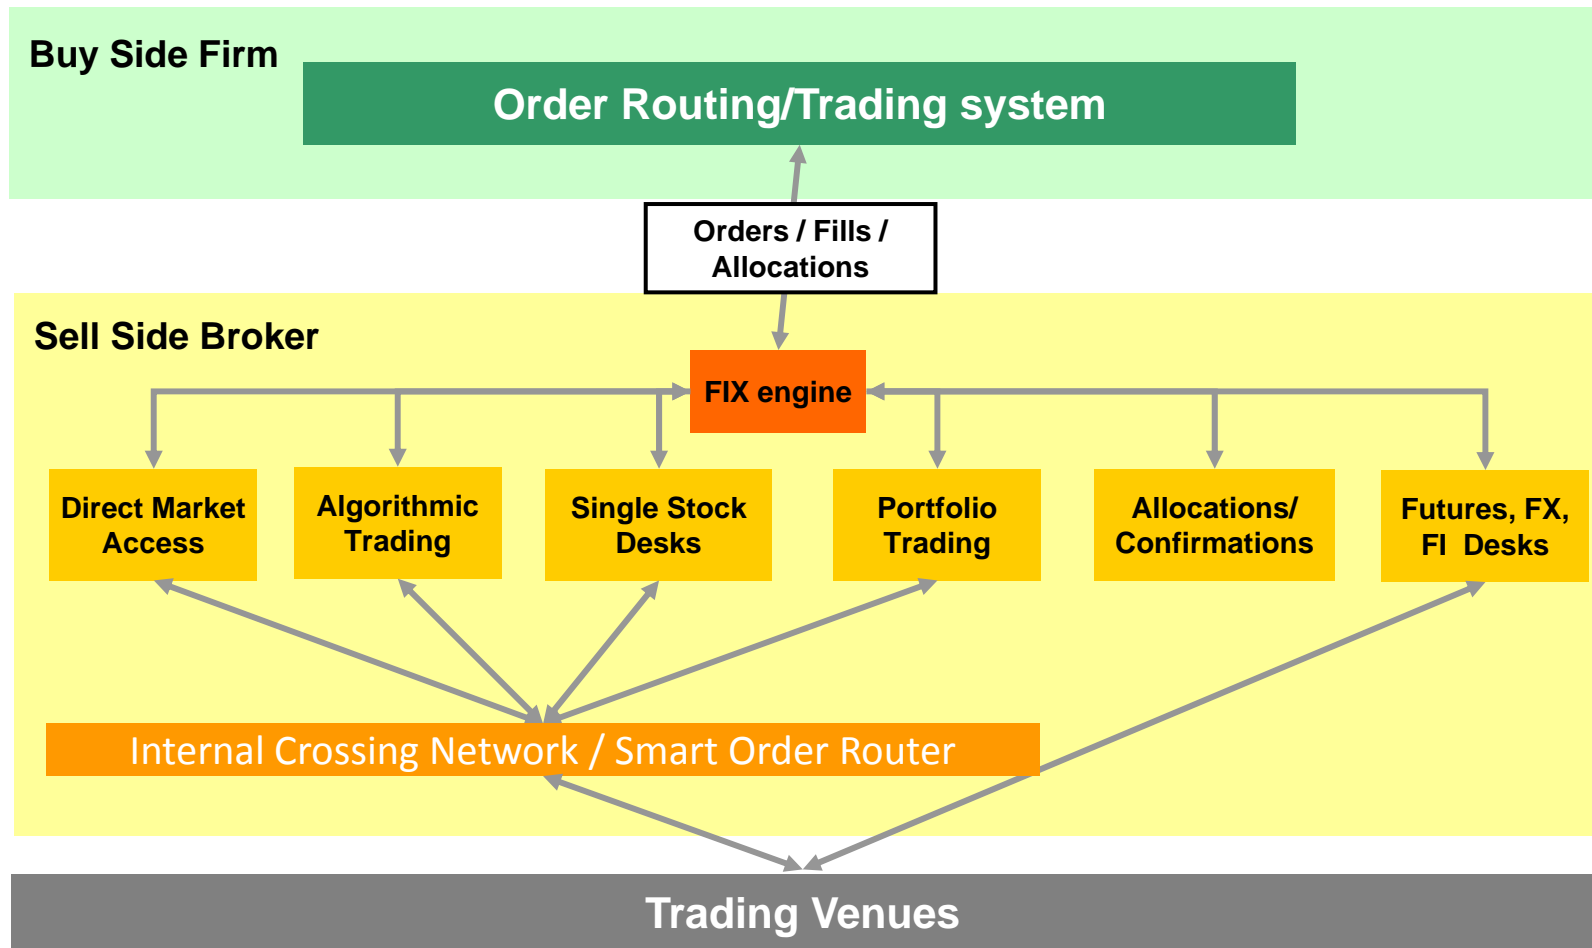 Buy Side Firm
Order Routing/Trading system
Orders / Fills /
Allocations
Sell Side Broker
FIX engine
Direct Market
Access
Algorithmic
Trading
Single Stock
Desks
Portfolio
Trading
Allocations/
Confirmations
Futures, FX,
FI  Desks
Internal Crossing Network / Smart Order Router
Trading Venues